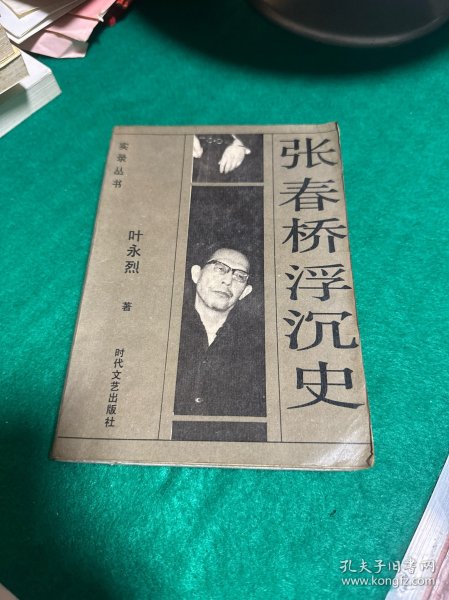 张春桥浮沉史
实录丛书
叶永烈
著
时代文艺出版社
孔夫子旧书网
www.kongfz.com